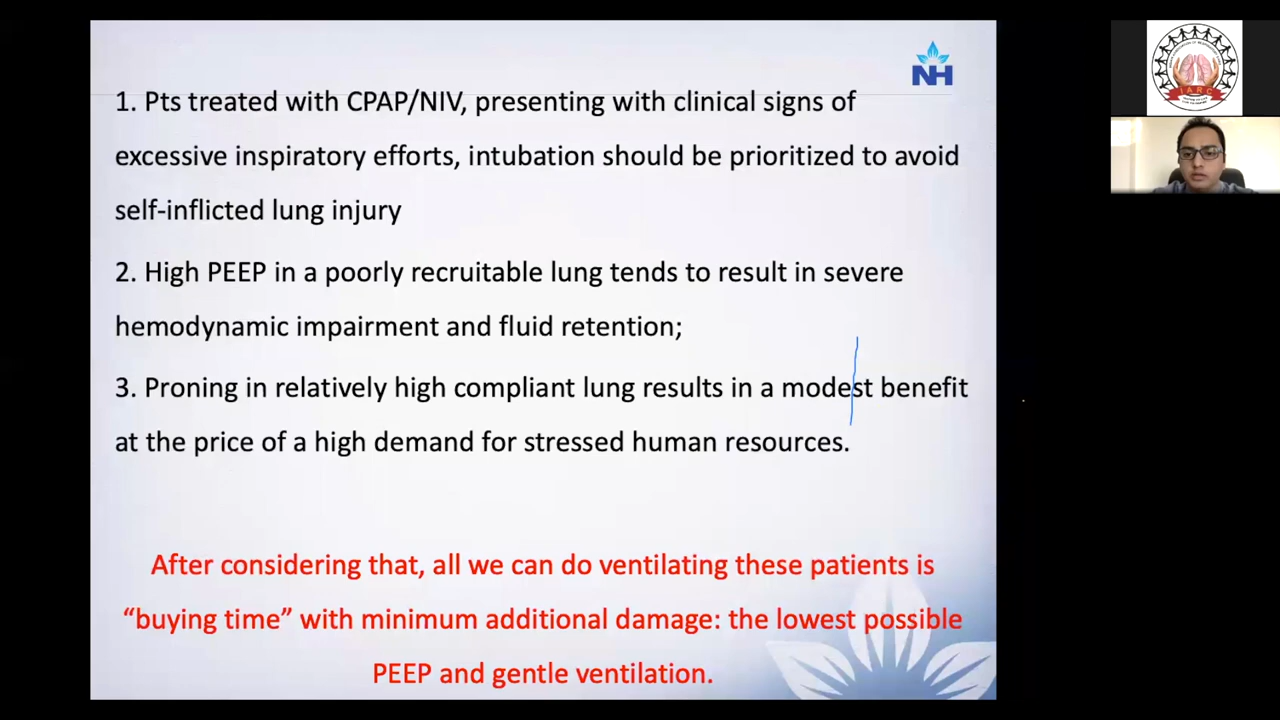 NH
1. Pts treated with CPAP/NIV, presenting with clinical signs of
excessive inspiratory efforts, intubation should be prioritized to avoid
self-inflicted lung injury
2. High PEEP in a poorly recruitable lung tends to result in severe
hemodynamic impairment and fluid retention;
3. Proning in relatively high compliant lung results in a modest benefit
at the price of a high demand for stressed human resources.
After considering that, all we can do ventilating these patients is
“buying time” with minimum additional damage: the lowest possible
PEEP and gentle ventilation.
IARC